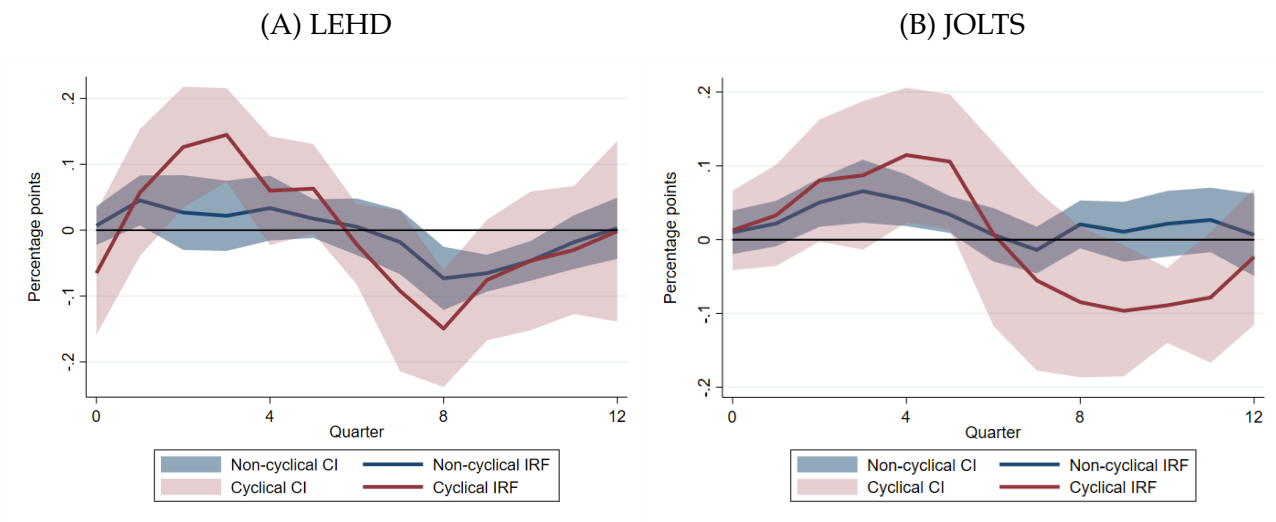 (A) LEHD
Percentage points
.2
.1
0
-.1
-.2
0 4 8 12
Quarter
Non-cyclical CI Non-cyclical IRF
Cyclical CI Cyclical IRF
(B) JOLTS
Percentage points
.2
.1
0
-.1
-.2
0 4 8 12
Quarter
Non-cyclical CI Non-cyclical IRF
Cyclical CI Cyclical IRF